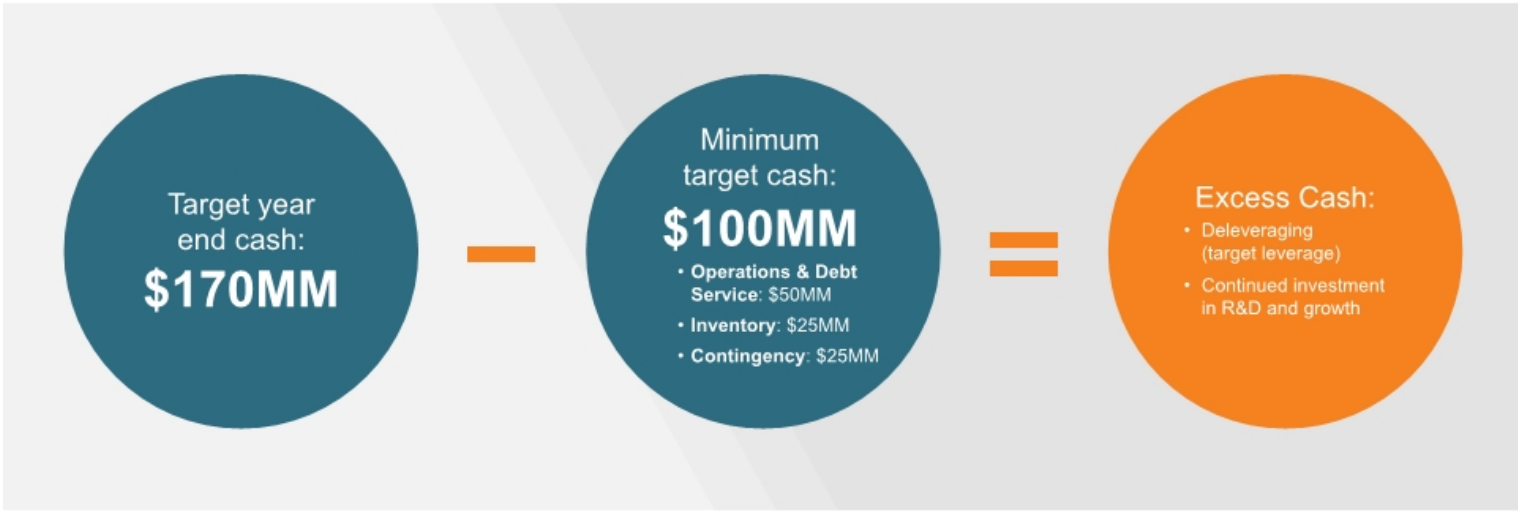 Target year
end cash:
$170MM
Minimum
target cash:
$100MM
• Operations & Debt
Service: $50MM
• Inventory: $25MM
• Contingency: $25MM
Excess Cash:
• Deleveraging
(target leverage)
• Continued investment
in R&D and growth